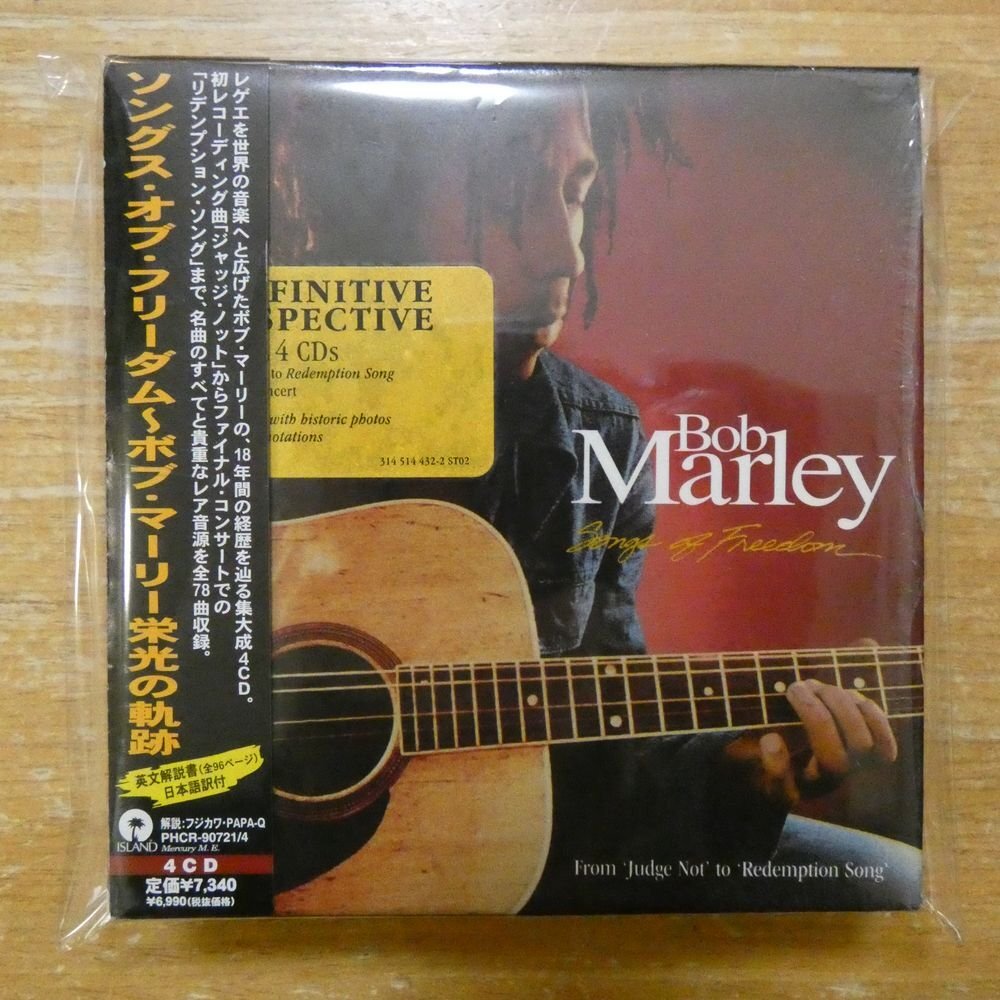 ソングス・オブ・フリーダム〜ボブ・マーリー栄光の軌跡
レゲエを世界の音楽へと広げたボブ・マーリーの、18年間の経歴を辿る集大成4CD。
初レコーディング曲「ジャッジ・ノット」からファイナル・コンサートでの
「リデンプション・ソング」まで、名曲のすべてと貴重なレア音源を全78曲収録。
英文解説書(全96ページ)
日本語訳付
ISLAND
解説:フジカワ・PAPA-Q
PHCR-90721/4
Mercury M. E.
4CD
定価¥7,340
¥6,990(税抜価格)
FINITIVE
SPECTIVE
4 CDs
to Redemption Song
ncert
with historic photos
notations
314 514 432-2 ST02
Bob
Marley
Songs of Freedom
From 'Judge Not' to 'Redemption Song'